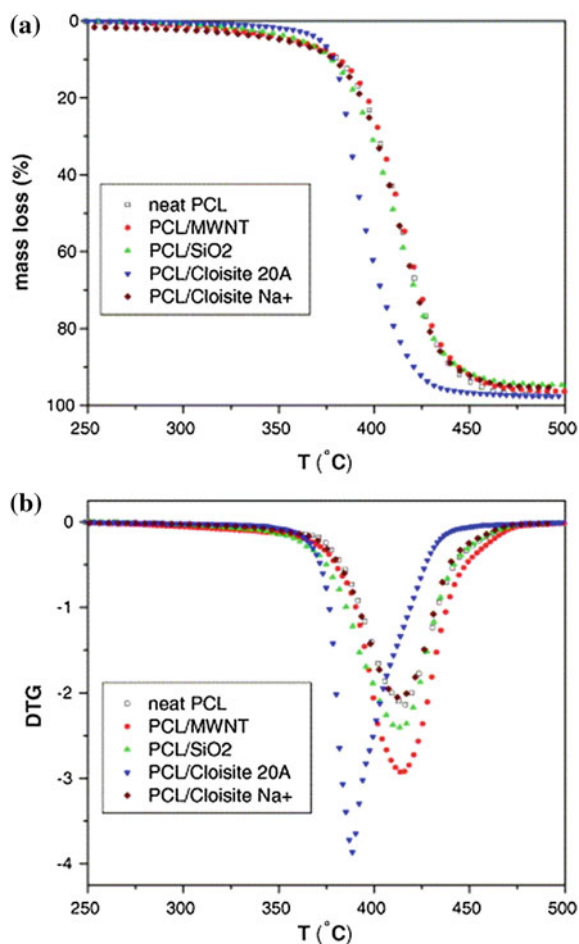 (a)
0
20
40
60
80
100
mass loss (%)
neat PCL
PCL/MWNT
PCL/SiO2
PCL/Cloisite 20A
PCL/Cloisite Na+
250 300 350 400 450 500
T (°C)
(b)
0
-1
-2
-3
-4
DTG
neat PCL
PCL/MWNT
PCL/SiO2
PCL/Cloisite 20A
PCL/Cloisite Na+
250 300 350 400 450 500
T (°C)